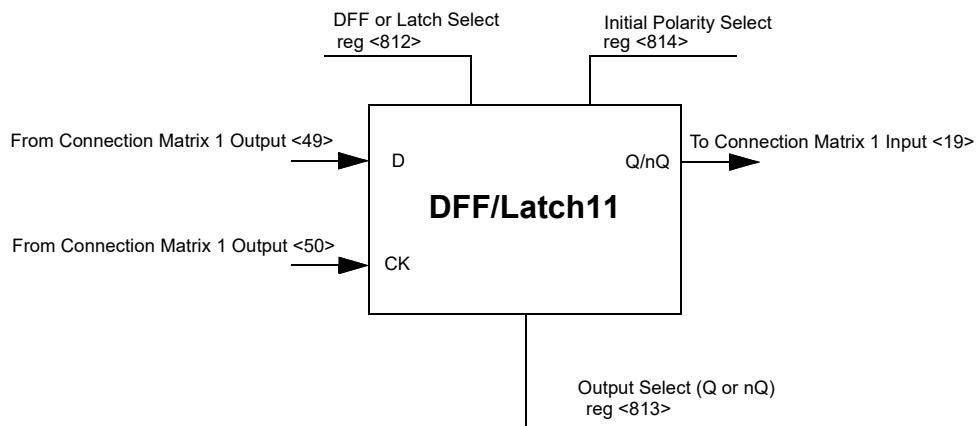 DFF or Latch Select
reg <812>
Initial Polarity Select
reg <814>
From Connection Matrix 1 Output <49>
D
Q/nQ
To Connection Matrix 1 Input <19>
DFF/Latch11
From Connection Matrix 1 Output <50>
CK
Output Select (Q or nQ)
reg <813>